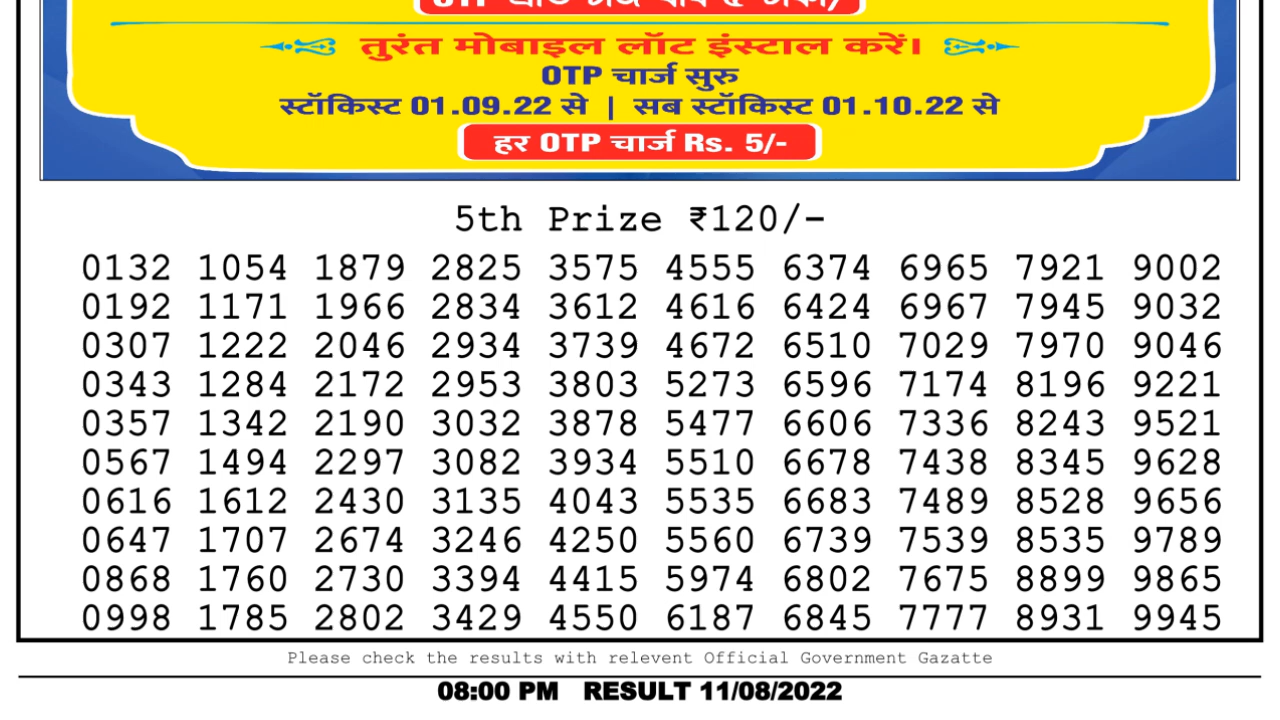 तुरंत मोबाइल लॉट इंस्टाल करें।
OTP चार्ज सुरु
स्टॉकिस्ट 01.09.22 से | सब स्टॉकिस्ट 01.10.22 से
हर OTP चार्ज Rs. 5/-
5th Prize ₹120/-
0132 1054 1879 2825 3575 4555 6374 6965 7921 9002
0192 1171 1966 2834 3612 4616 6424 6967 7945 9032
0307 1222 2046 2934 3739 4672 6510 7029 7970 9046
0343 1284 2172 2953 3803 5273 6596 7174 8196 9221
0357 1342 2190 3032 3878 5477 6606 7336 8243 9521
0567 1494 2297 3082 3934 5510 6678 7438 8345 9628
0616 1612 2430 3135 4043 5535 6683 7489 8528 9656
0647 1707 2674 3246 4250 5560 6739 7539 8535 9789
0868 1760 2730 3394 4415 5974 6802 7675 8899 9865
0998 1785 2802 3429 4550 6187 6845 7777 8931 9945
Please check the results with relevent Official Government Gazatte
08:00 PM RESULT 11/08/2022